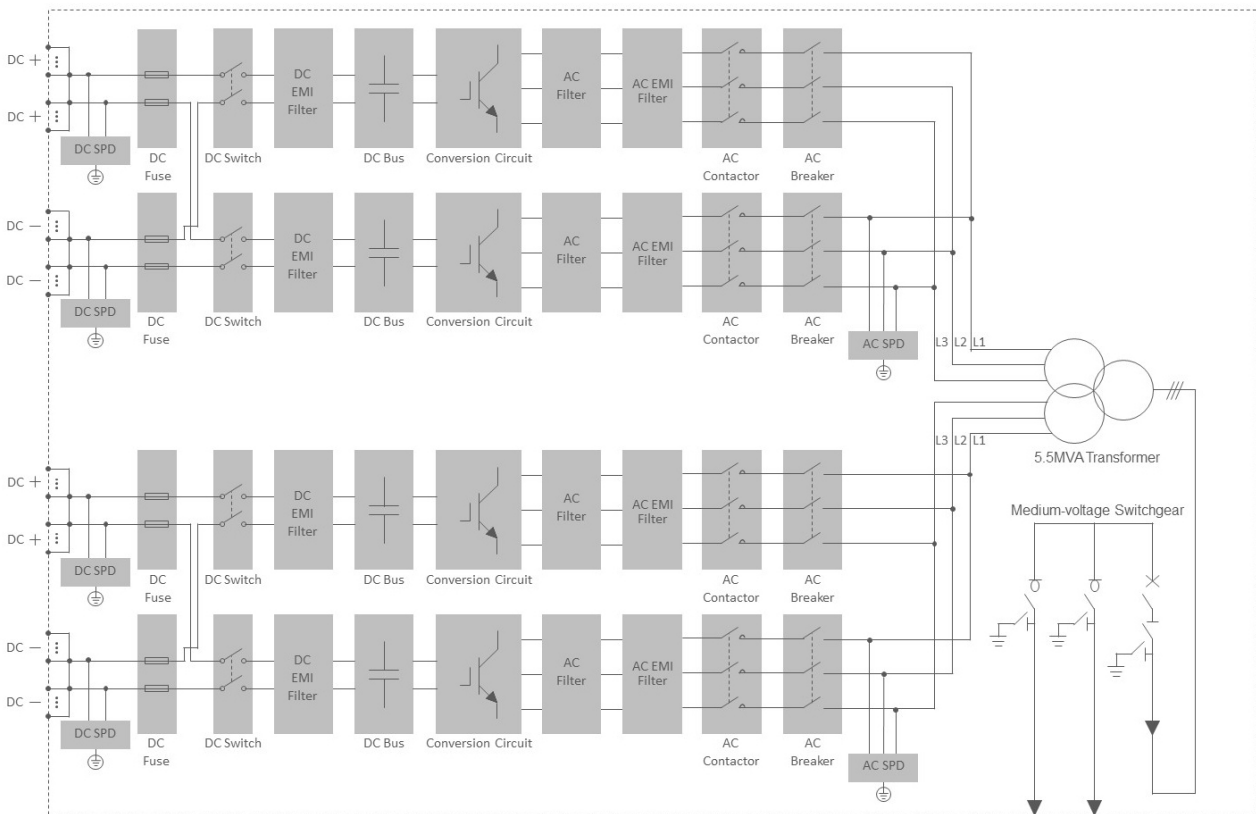 DC +
DC +
DC SPD
DC
Fuse
DC Switch
DC
EMI
Filter
DC Bus
Conversion Circuit
AC
Filter
AC EMI
Filter
AC
Contactor
AC
Breaker
DC —
DC —
DC SPD
DC
Fuse
DC Switch
DC
EMI
Filter
DC Bus
Conversion Circuit
AC
Filter
AC EMI
Filter
AC
Contactor
AC
Breaker
AC SPD
L3 L2 L1
L3 L2 L1
5.5MVA Transformer
DC +
DC +
DC SPD
DC
Fuse
DC Switch
DC
EMI
Filter
DC Bus
Conversion Circuit
AC
Filter
AC EMI
Filter
AC
Contactor
AC
Breaker
Medium-voltage Switchgear
DC —
DC —
DC SPD
DC
Fuse
DC Switch
DC
EMI
Filter
DC Bus
Conversion Circuit
AC
Filter
AC EMI
Filter
AC
Contactor
AC
Breaker
AC SPD